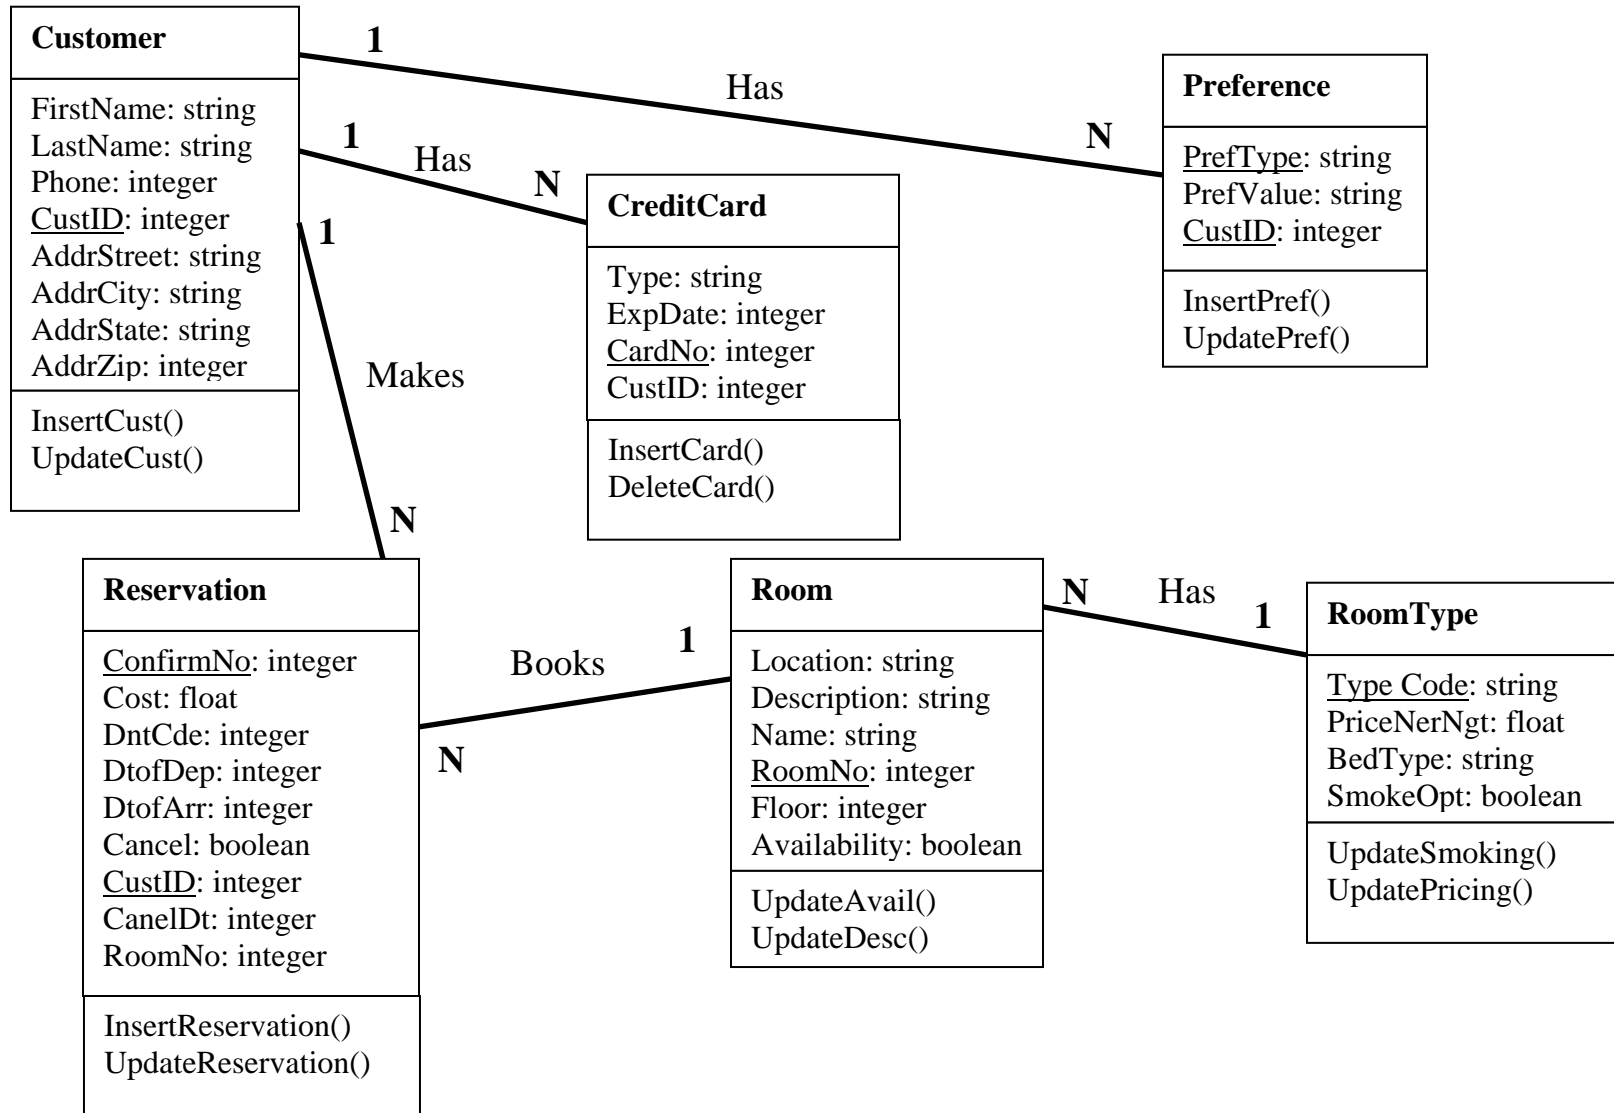 Customer
FirstName: string
LastName: string
Phone: integer
CustID: integer
AddrStreet: string
AddrCity: string
AddrState: string
AddrZip: integer
InsertCust()
UpdateCust()
1
Has
N
Preference
PrefType: string
PrefValue: string
CustID: integer
InsertPref()
UpdatePref()
1
Has
N
CreditCard
Type: string
ExpDate: integer
CardNo: integer
CustID: integer
InsertCard()
DeleteCard()
1
Makes
N
Reservation
ConfirmNo: integer
Cost: float
DntCde: integer
DtofDep: integer
DtofArr: integer
Cancel: boolean
CustID: integer
CanelDt: integer
RoomNo: integer
InsertReservation()
UpdateReservation()
N
Books
1
Room
Location: string
Description: string
Name: string
RoomNo: integer
Floor: integer
Availability: boolean
UpdateAvail()
UpdateDesc()
N
Has
1
RoomType
Type Code: string
PriceNerNgt: float
BedType: string
SmokeOpt: boolean
UpdateSmoking()
UpdatePricing()